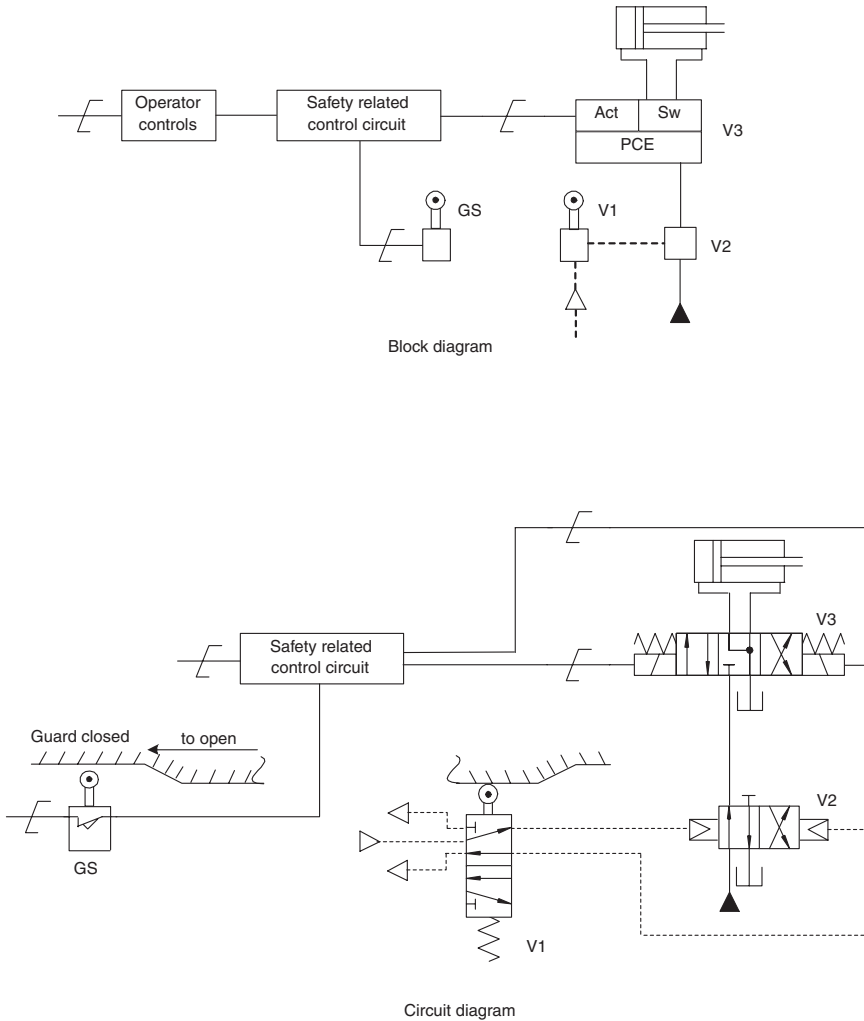 Operator
controls
Safety related
control circuit
Act
Sw
PCE
V3
GS
V1
V2
Block diagram
V3
Safety related
control circuit
Guard closed
to open
V2
GS
V1
Circuit diagram